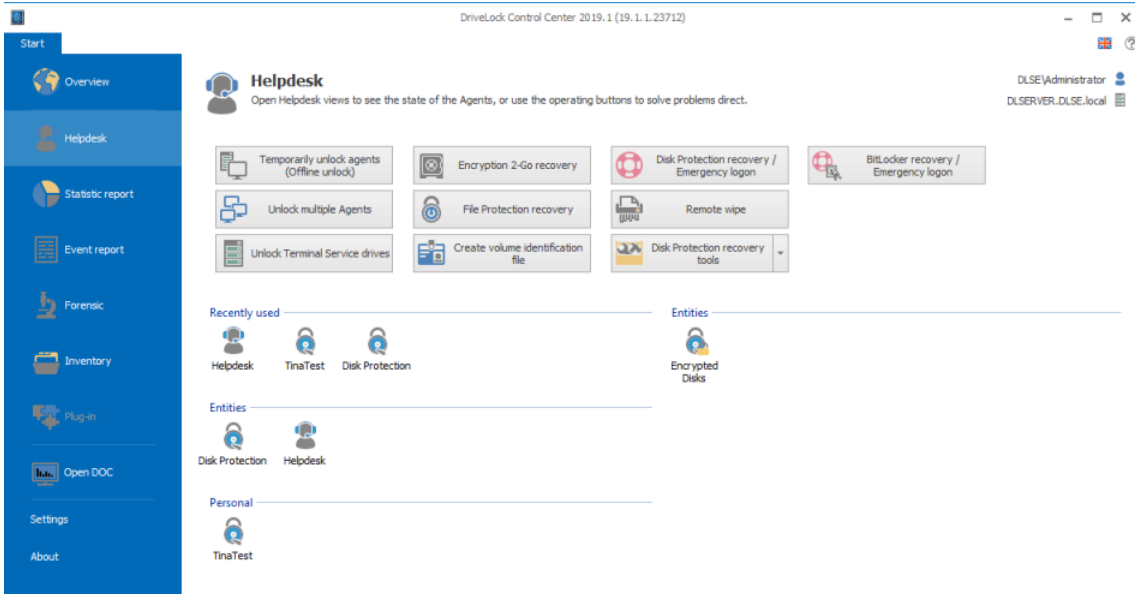 DriveLock Control Center 2019.1 (19.1.1.23712)
Start
Overview
Helpdesk
Statistic report
Event report
Forensic
Inventory
Plug-in
Open DOC
Settings
About
Helpdesk
Open Helpdesk views to see the state of the Agents, or use the operating buttons to solve problems direct.
DLSE\Administrator
DLSERVER.DLSE.local
Temporarily unlock agents
(Offline unlock)
Encryption 2-Go recovery
Disk Protection recovery /
Emergency logon
BitLocker recovery /
Emergency logon
Unlock multiple Agents
File Protection recovery
Remote wipe
Unlock Terminal Service drives
Create volume identification
file
Disk Protection recovery
tools
Recently used
Helpdesk
TinaTest
Disk Protection
Entities
Encrypted
Disks
Entities
Disk Protection
Helpdesk
Personal
TinaTest